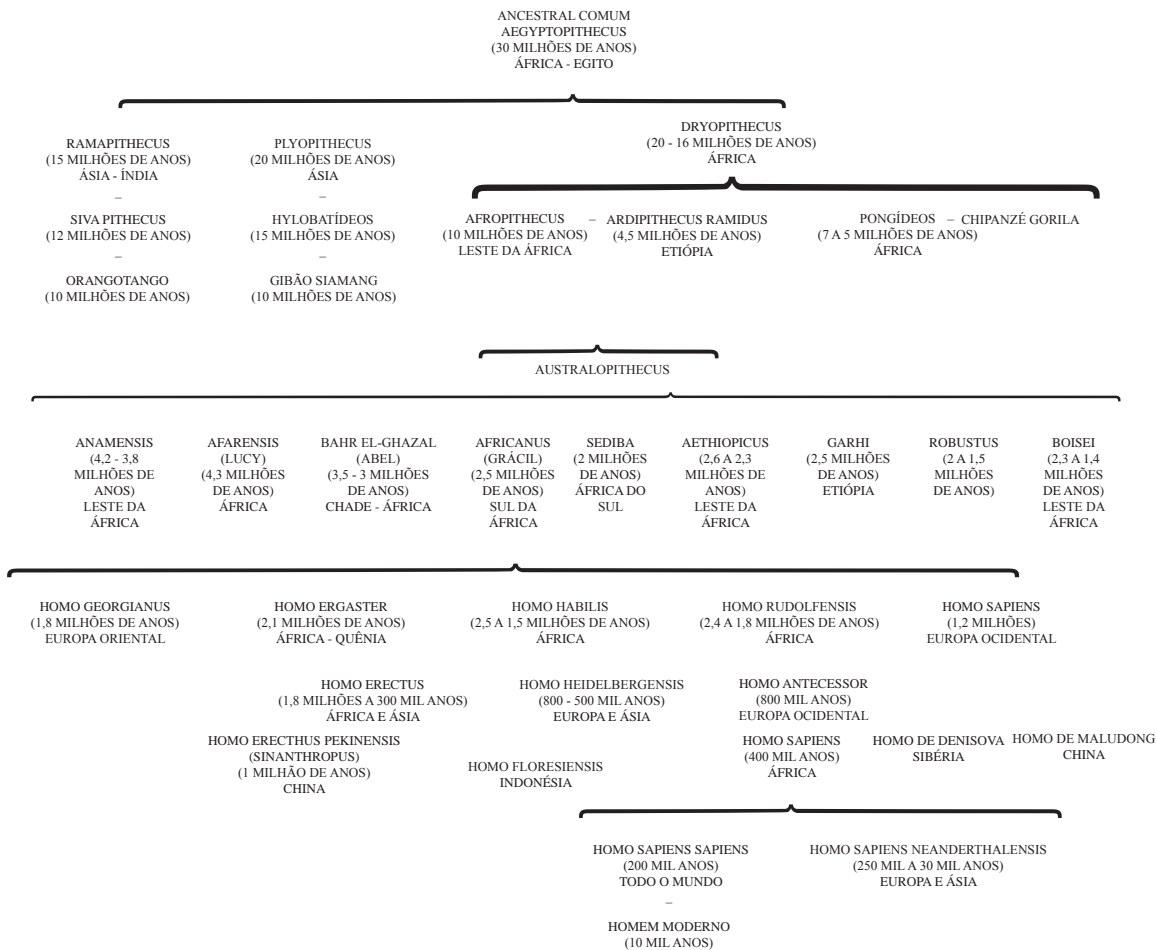 ANCESTRAL COMUM
AEGYPTOPITHECUS
(30 MILHÕES DE ANOS)
ÁFRICA - EGITO
RAMAPITHECUS
(15 MILHÕES DE ANOS)
ÁSIA - ÍNDIA
–
SIVA PITHECUS
(12 MILHÕES DE ANOS)
–
ORANGOTANGO
(10 MILHÕES DE ANOS)
PLYOPITHECUS
(20 MILHÕES DE ANOS)
ÁSIA
–
HYLOBATÍDEOS
(15 MILHÕES DE ANOS)
–
GIBÃO SIAMANG
(10 MILHÕES DE ANOS)
DRYOPITHECUS
(20 - 16 MILHÕES DE ANOS)
ÁFRICA
AFROPITHECUS
(10 MILHÕES DE ANOS)
LESTE DA ÁFRICA
–
ARDIPITHECUS RAMIDUS
(4,5 MILHÕES DE ANOS)
ETIÓPIA
PONGÍDEOS – CHIPANZÉ GORILA
(7 A 5 MILHÕES DE ANOS)
ÁFRICA
AUSTRALOPITHECUS
ANAMENSIS
(4,2 - 3,8
MILHÕES DE
ANOS)
LESTE DA
ÁFRICA
AFARENSIS
(LUCY)
(4,3 MILHÕES
DE ANOS)
ÁFRICA
BAHR EL-GHAZAL
(ABEL)
(3,5 - 3 MILHÕES
DE ANOS)
CHADE - ÁFRICA
AFRICANUS
(GRÁCIL)
(2,5 MILHÕES
DE ANOS)
SUL DA
ÁFRICA
SEDIBA
(2 MILHÕES
DE ANOS)
ÁFRICA DO
SUL
AETHIOPICUS
(2,6 A 2,3
MILHÕES DE
ANOS)
LESTE DA
ÁFRICA
GARHI
(2,5 MILHÕES
DE ANOS)
ETIÓPIA
ROBUSTUS
(2 A 1,5
MILHÕES
DE ANOS)
BOISEI
(2,3 A 1,4
MILHÕES
DE ANOS)
LESTE DA
ÁFRICA
HOMO GEORGIANUS
(1,8 MILHÕES DE ANOS)
EUROPA ORIENTAL
HOMO ERGASTER
(2,1 MILHÕES DE ANOS)
ÁFRICA - QUÊNIA
HOMO HABILIS
(2,5 A 1,5 MILHÕES DE ANOS)
ÁFRICA
HOMO RUDOLFENSIS
(2,4 A 1,8 MILHÕES DE ANOS)
ÁFRICA
HOMO SAPIENS
(1,2 MILHÕES)
EUROPA OCIDENTAL
HOMO ERECTUS
(1,8 MILHÕES A 300 MIL ANOS)
ÁFRICA E ÁSIA
HOMO HEIDELBERGENSIS
(800 - 500 MIL ANOS)
EUROPA E ÁSIA
HOMO ANTECESSOR
(800 MIL ANOS)
EUROPA OCIDENTAL
HOMO ERECTHUS PEKINENSIS
(SINANTHROPUS)
(1 MILHÃO DE ANOS)
CHINA
HOMO FLORESIENSIS
INDONÉSIA
HOMO SAPIENS
(400 MIL ANOS)
ÁFRICA
HOMO DE DENISOVA
SIBÉRIA
HOMO DE MALUDONG
CHINA
HOMO SAPIENS SAPIENS
(200 MIL ANOS)
TODO O MUNDO
–
HOMEM MODERNO
(10 MIL ANOS)
HOMO SAPIENS NEANDERTHALENSIS
(250 MIL A 30 MIL ANOS)
EUROPA E ÁSIA